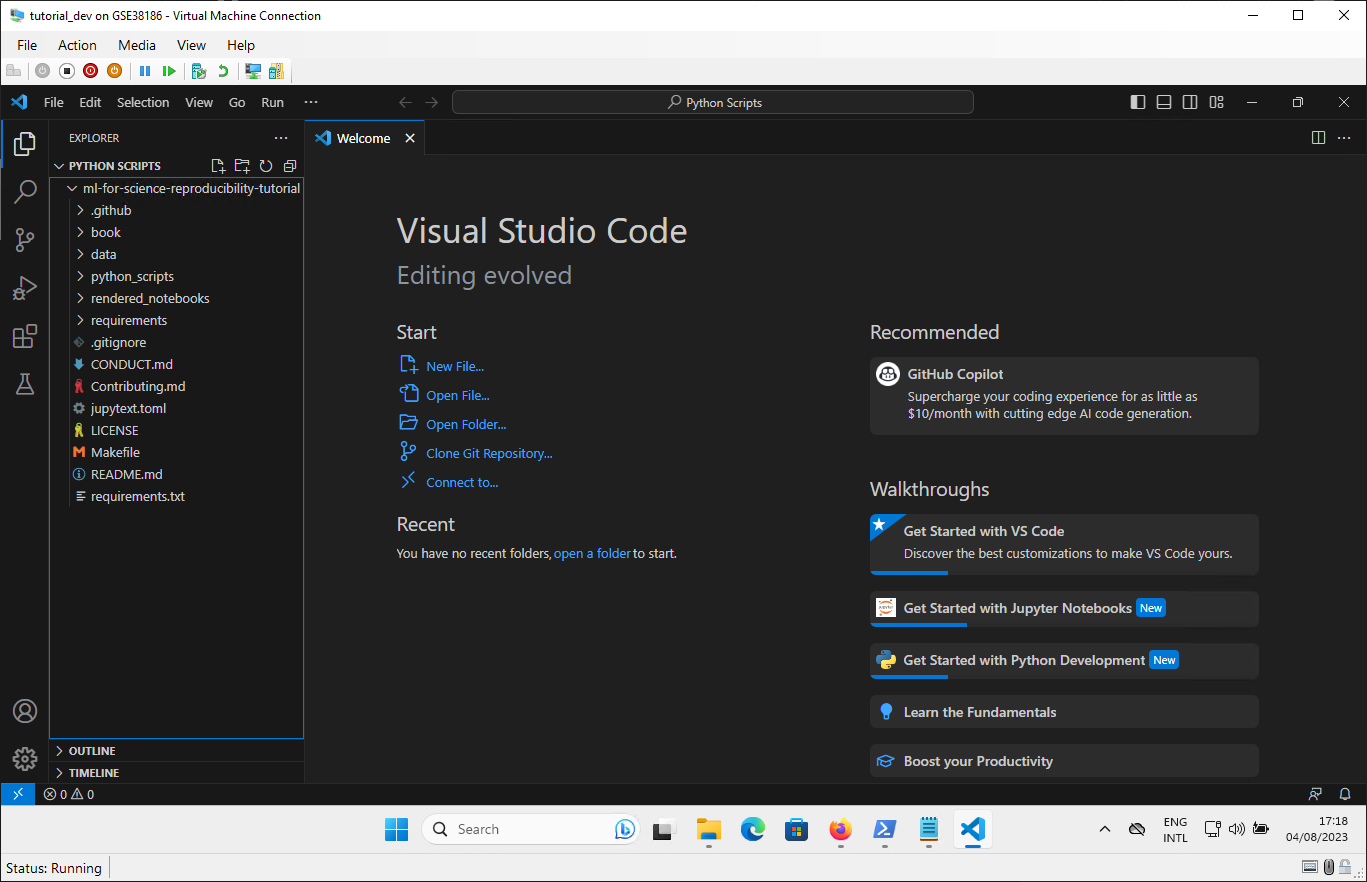 tutorial_dev on GSE38186 - Virtual Machine Connection
File Action Media View Help
File Edit Selection View Go Run ···
Python Scripts
EXPLORER
PYTHON SCRIPTS
ml-for-science-reproducibility-tutorial
.github
book
data
python_scripts
rendered_notebooks
requirements
.gitignore
CONDUCT.md
Contributing.md
jupytext.toml
LICENSE
Makefile
README.md
requirements.txt
OUTLINE
TIMELINE
Welcome
Visual Studio Code
Editing evolved
Start
New File...
Open File...
Open Folder...
Clone Git Repository...
Connect to...
Recent
You have no recent folders, open a folder to start.
Recommended
GitHub Copilot
Supercharge your coding experience for as little as
$10/month with cutting edge AI code generation.
Walkthroughs
Get Started with VS Code
Discover the best customizations to make VS Code yours.
Get Started with Jupyter Notebooks New
Get Started with Python Development New
Learn the Fundamentals
Boost your Productivity
0 0
Search
ENG
INTL
17:18
04/08/2023
Status: Running